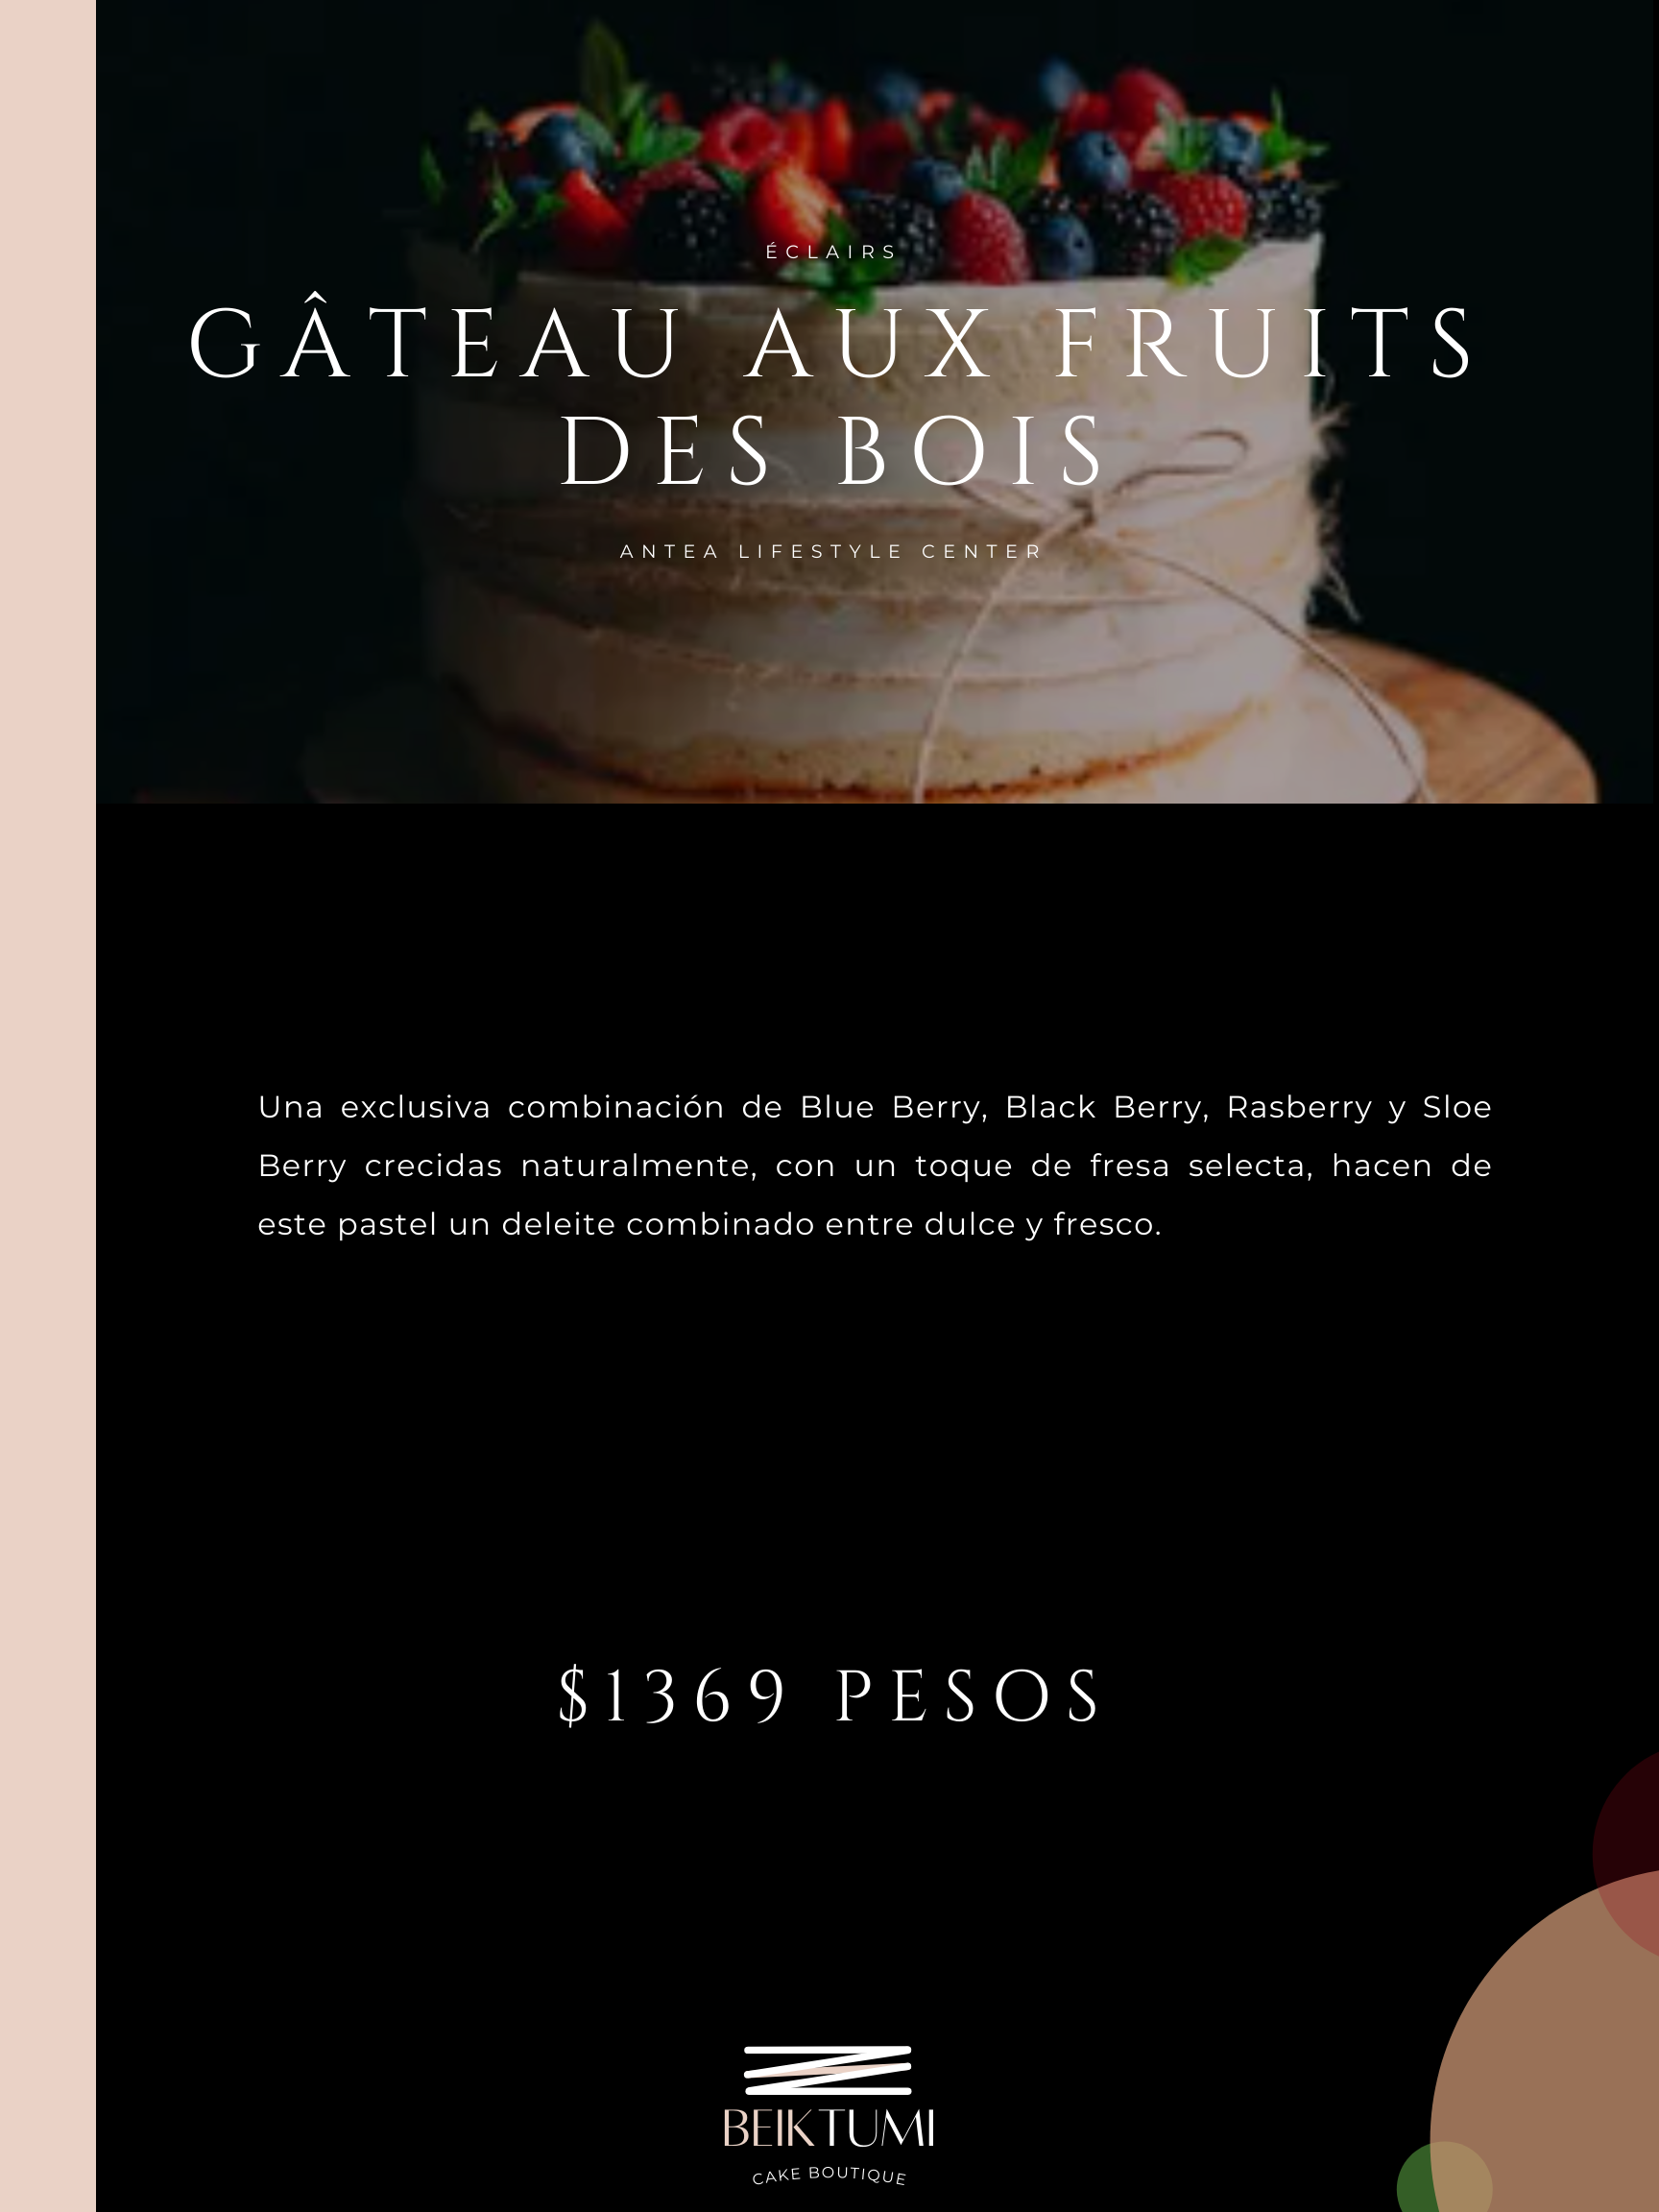 ÉCLAIRS
GÂTEAU AUX FRUITS
DES BOIS
ANTEA LIFESTYLE CENTER
Una exclusiva combinación de Blue Berry, Black Berry, Rasberry y Sloe
Berry crecidas naturalmente, con un toque de fresa selecta, hacen de
este pastel un deleite combinado entre dulce y fresco.
$1369 PESOS
BEIKTUMI
CAKE BOUTIQUE